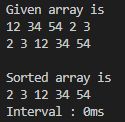 Given array is
12 34 54 2 3
2 3 12 34 54
Sorted array is
2 3 12 34 54
Interval : 0ms